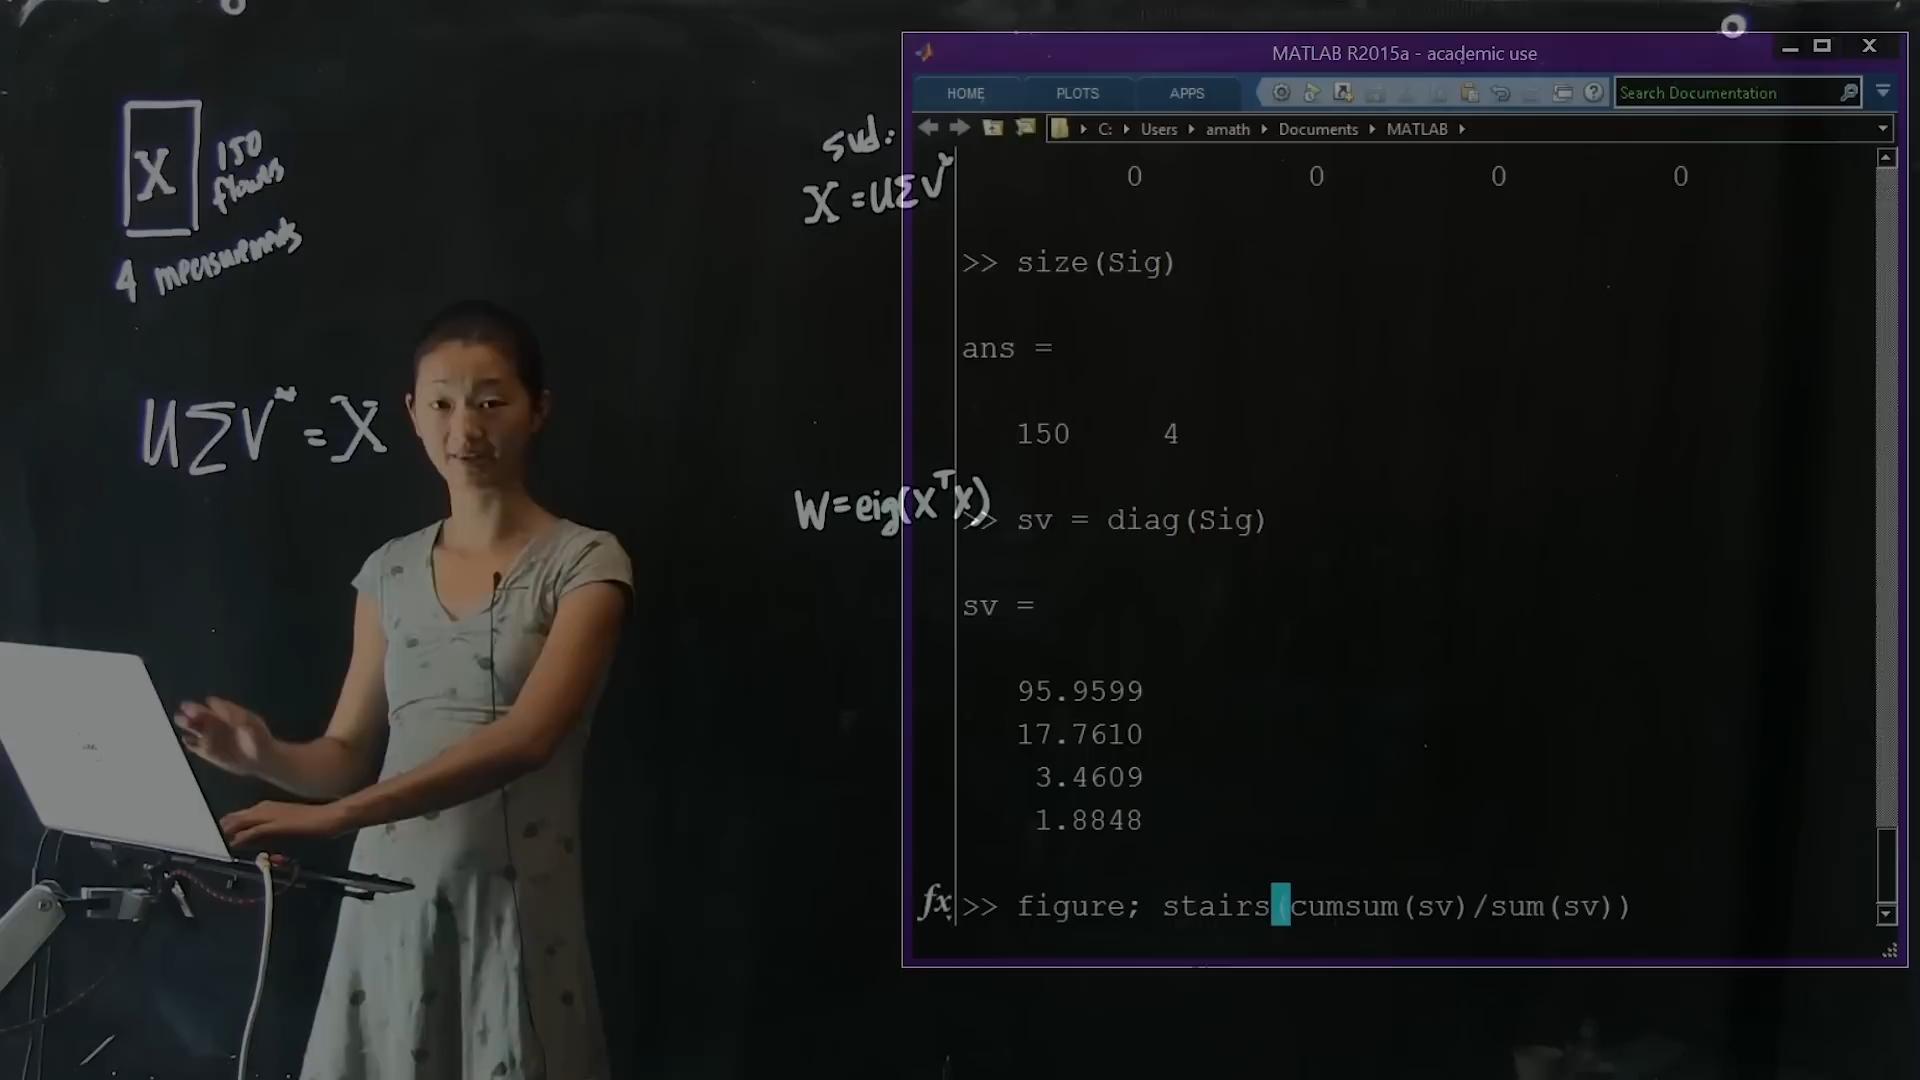 X
150
flowers
4 measurements
UΣV* = X
svd:
X = UΣV*
W=eig(XᵀX)
MATLAB R2015a - academic use
HOME PLOTS APPS
Search Documentation
C: Users amath Documents MATLAB
0 0 0 0
>> size(Sig)
ans =
150 4
>> sv = diag(Sig)
sv =
95.9599
17.7610
3.4609
1.8848
fx >> figure; stairs(cumsum(sv)/sum(sv))